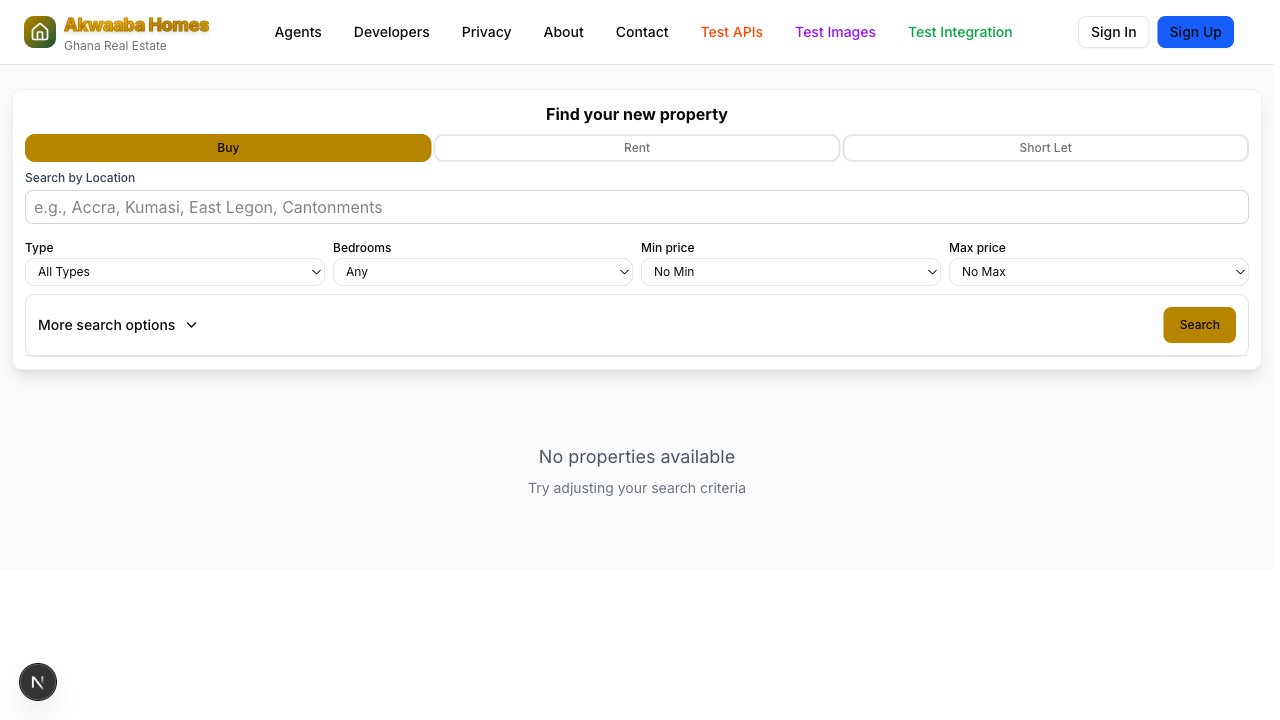 Akwaaba Homes
Ghana Real Estate
Agents Developers Privacy About Contact Test APIs Test Images Test Integration
Sign In Sign Up
Find your new property
Buy Rent Short Let
Search by Location
e.g., Accra, Kumasi, East Legon, Cantonments
Type Bedrooms Min price Max price
All Types Any No Min No Max
More search options Search
No properties available
Try adjusting your search criteria
N